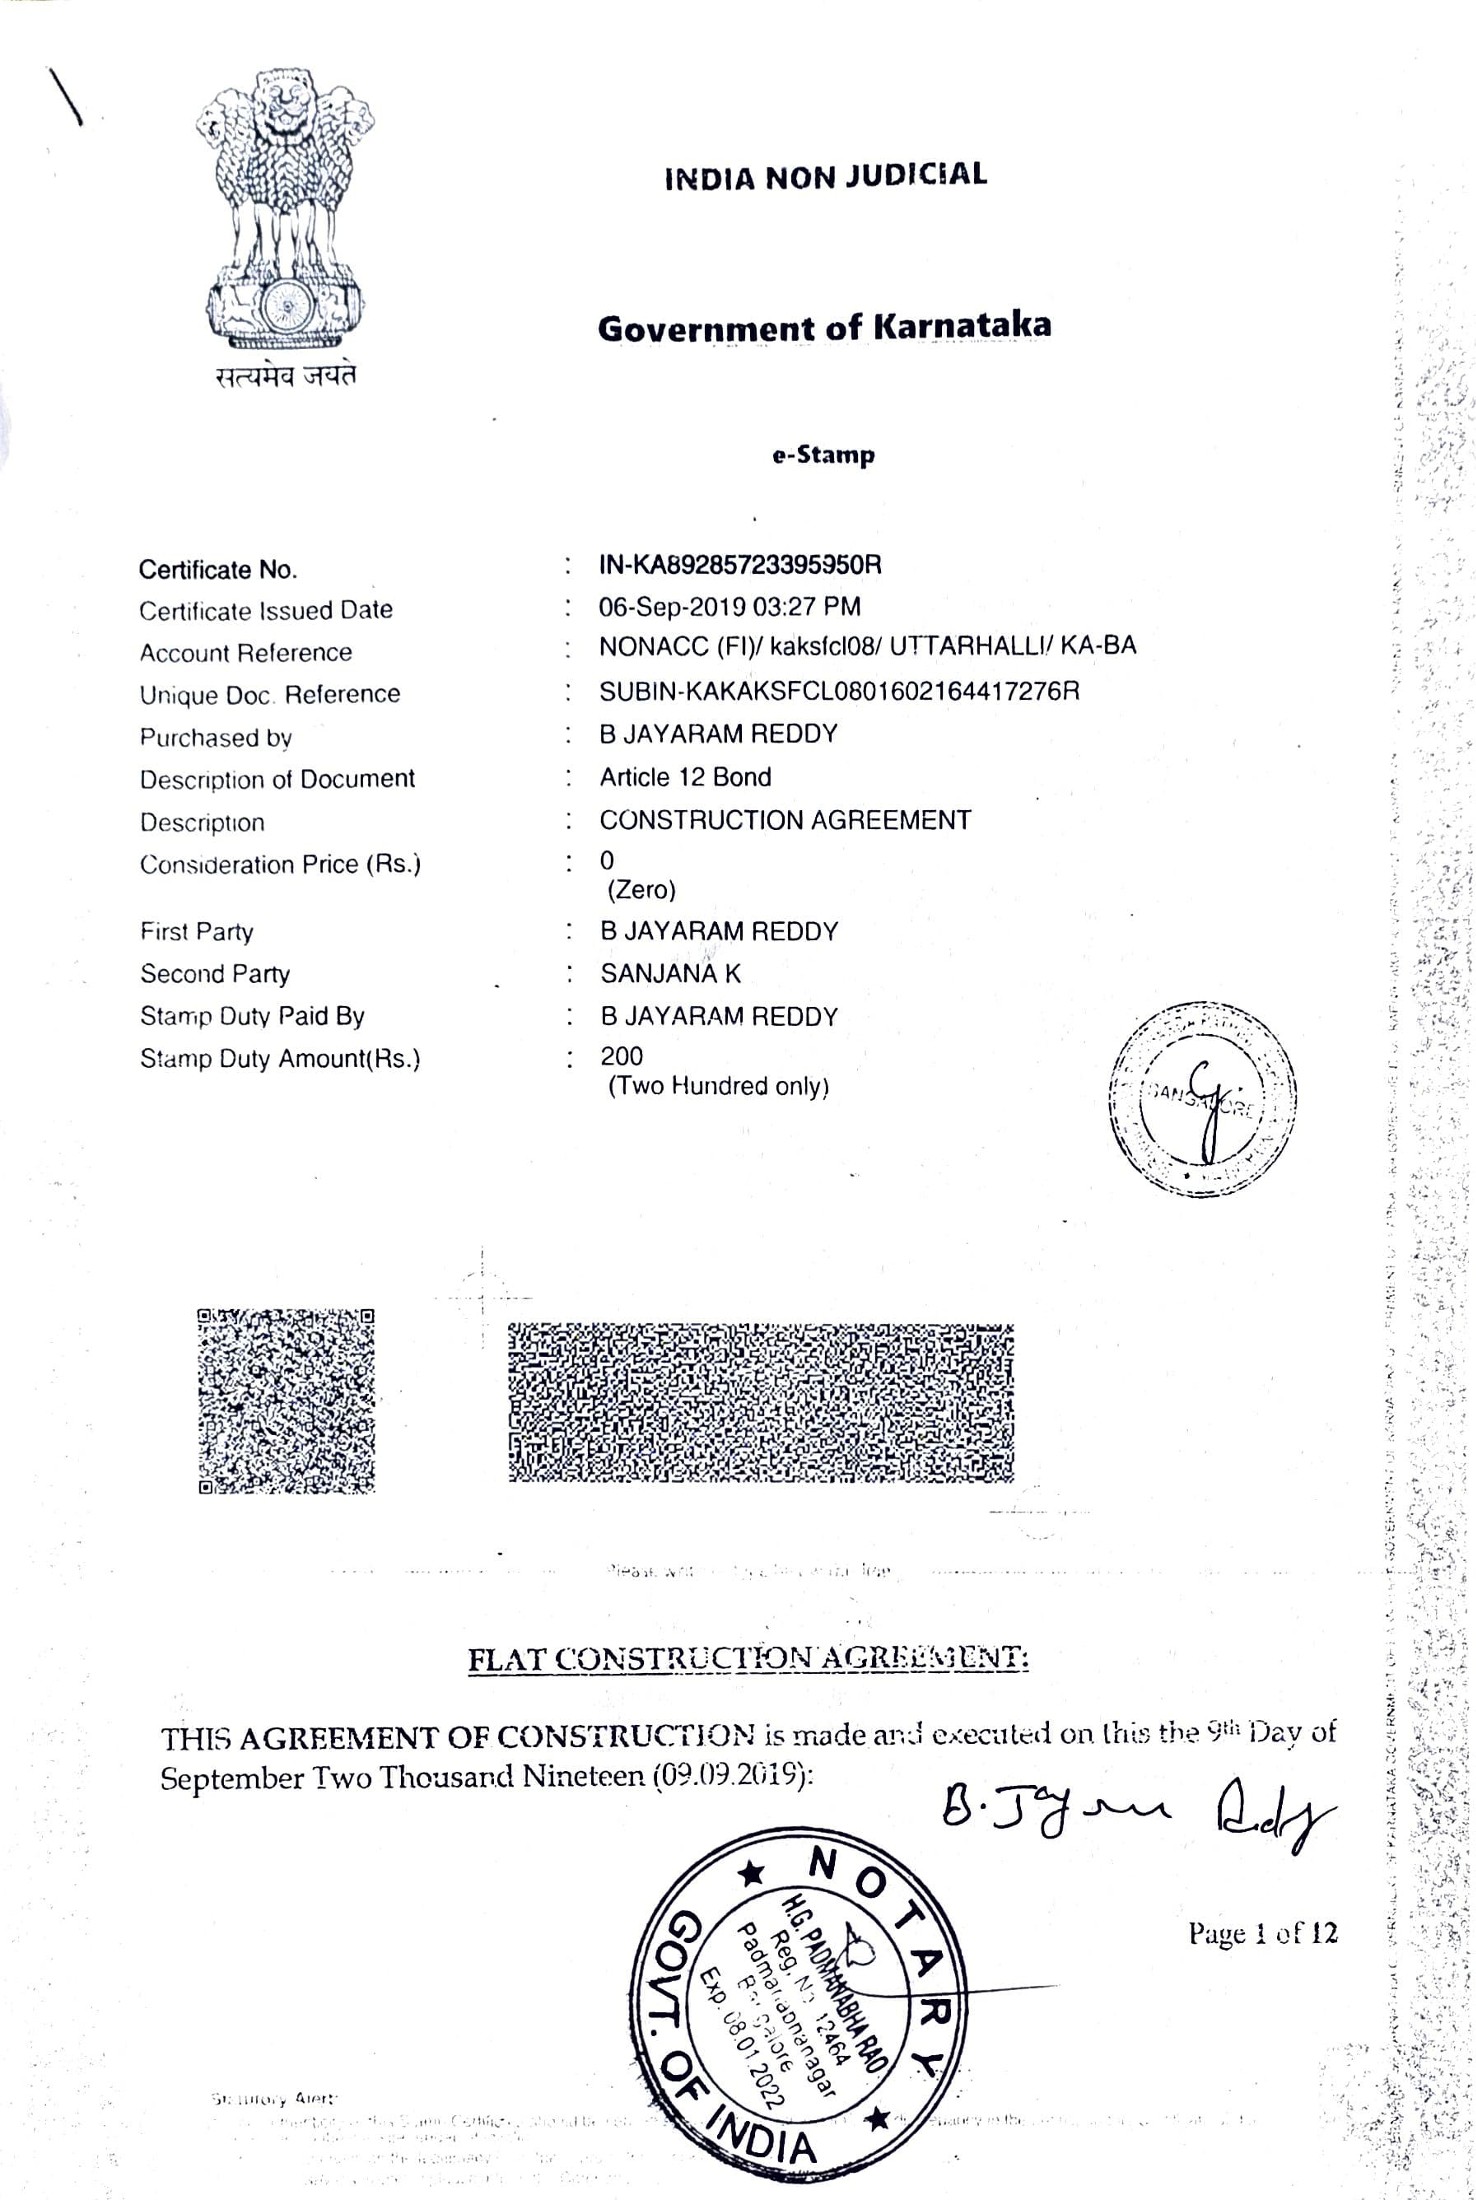 INDIA NON JUDICIAL
Government of Karnataka
सत्यमेव जयते
e-Stamp
Certificate No. : IN-KA89285723395950R
Certificate Issued Date : 06-Sep-2019 03:27 PM
Account Reference : NONACC (FI)/ kaksfcl08/ UTTARHALLI/ KA-BA
Unique Doc. Reference : SUBIN-KAKAKSFCL0801602164417276R
Purchased by : B JAYARAM REDDY
Description of Document : Article 12 Bond
Description : CONSTRUCTION AGREEMENT
Consideration Price (Rs.) : 0
(Zero)
First Party : B JAYARAM REDDY
Second Party : SANJANA K
Stamp Duty Paid By : B JAYARAM REDDY
Stamp Duty Amount(Rs.) : 200
(Two Hundred only)
BANGALORE
FLAT CONSTRUCTION AGREEMENT:
THIS AGREEMENT OF CONSTRUCTION is made and executed on this the 9th Day of
September Two Thousand Nineteen (09.09.2019):
B. Jayaram Reddy
NOTARY
GOVT. OF INDIA
H.G. PADMANABHA RAO
Reg. No. 12464
Padmanabhanagar
Bangalore
Exp. 08.01.2022
Page 1 of 12
Statutory Alert: